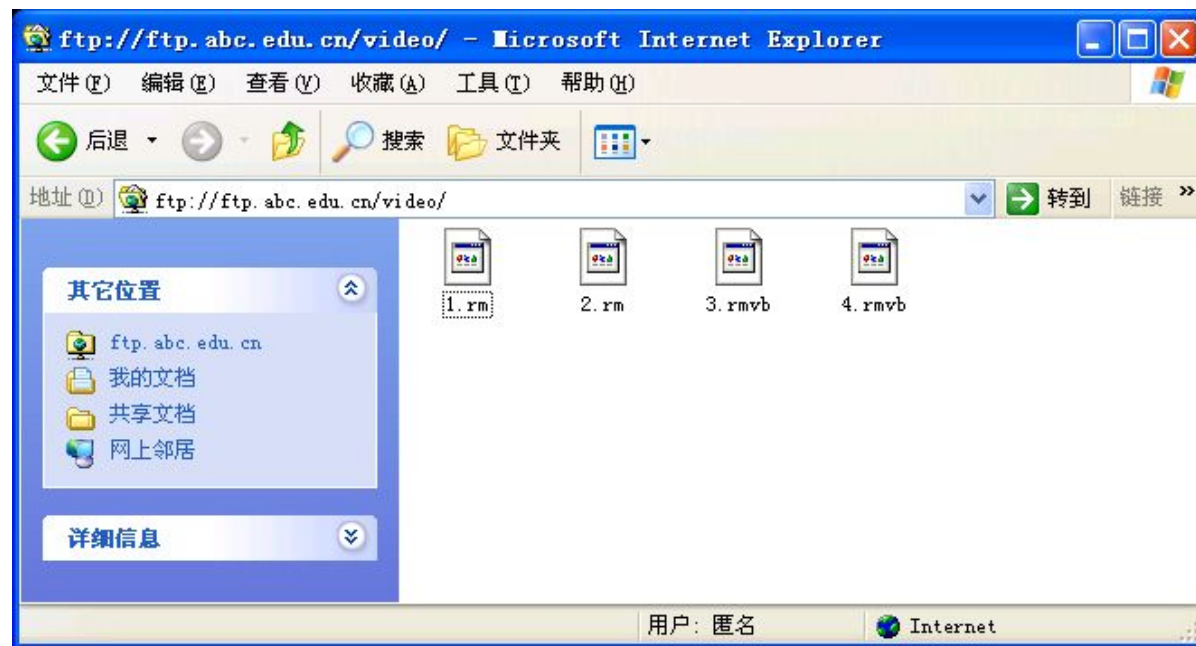 ftp://ftp.abc.edu.cn/video/ - Microsoft Internet Explorer
文件(F) 编辑(E) 查看(V) 收藏(A) 工具(T) 帮助(H)
后退 搜索 文件夹
地址(D) ftp://ftp.abc.edu.cn/video/ 转到 链接 »
其它位置
ftp.abc.edu.cn
我的文档
共享文档
网上邻居
详细信息
1.rm 2.rm 3.rmvb 4.rmvb
用户: 匿名 Internet